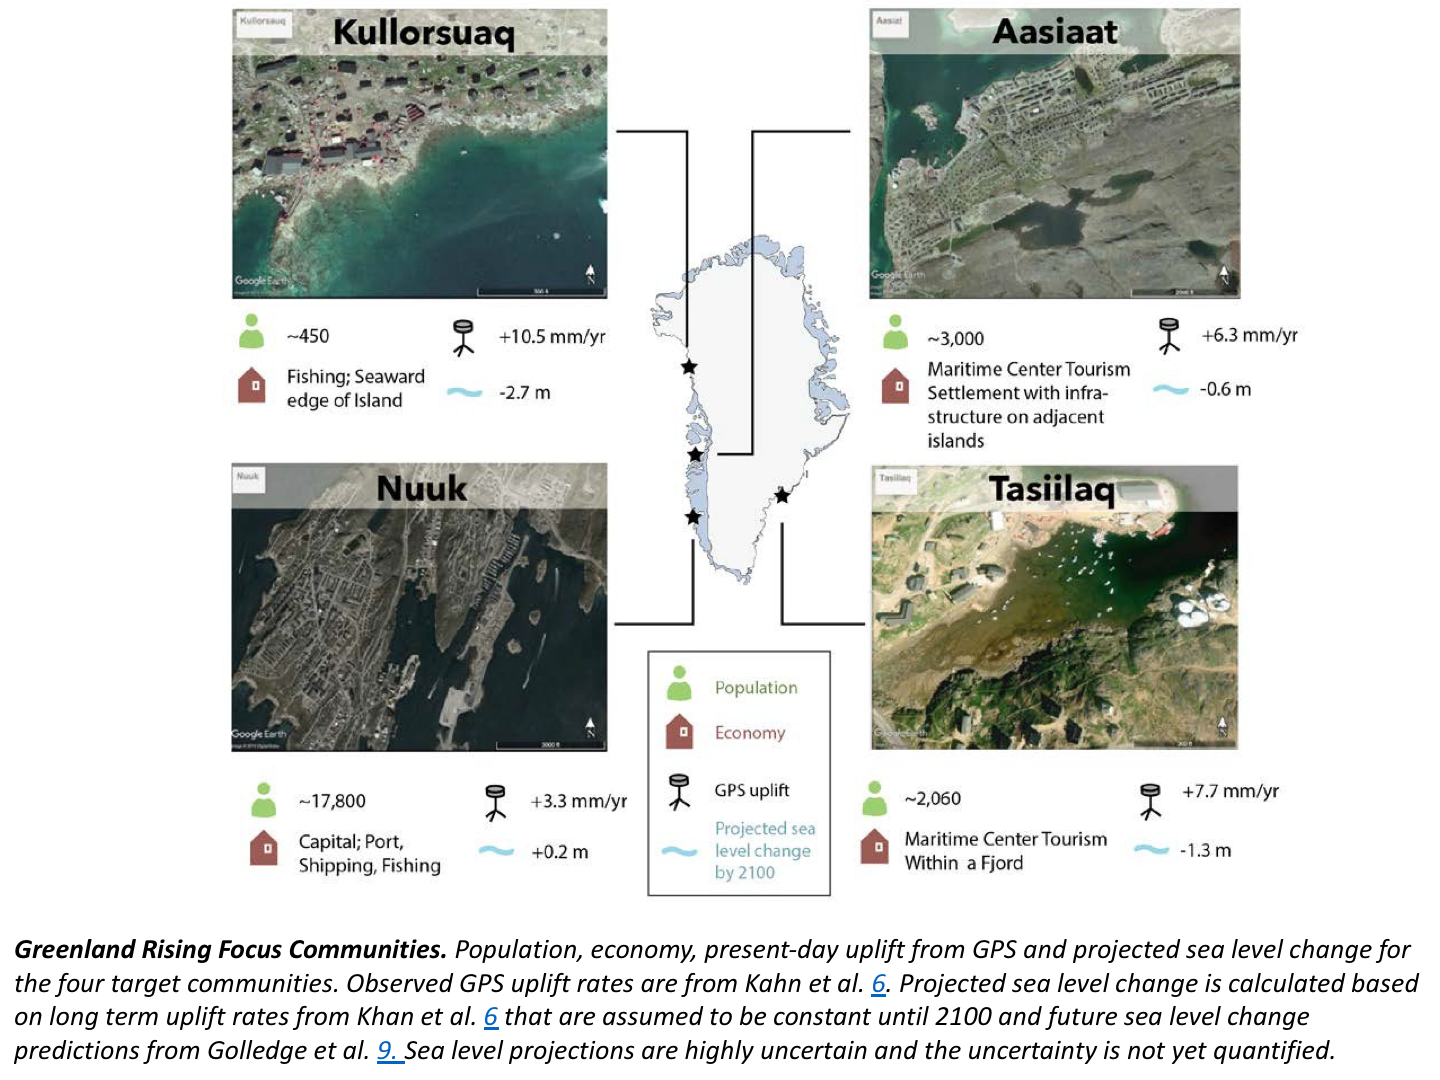 Kullorsuaq
Kullorsuaq
Google Earth
N
~450
+10.5 mm/yr
Fishing; Seaward
edge of Island
-2.7 m
Aasiat
Aasiaat
Google Earth
N
~3,000
+6.3 mm/yr
Maritime Center Tourism
Settlement with infra-
structure on adjacent
islands
-0.6 m
Nuuk
Nuuk
Google Earth
N
3000 ft
~17,800
+3.3 mm/yr
Capital; Port,
Shipping, Fishing
+0.2 m
Tasiilaq
Tasiilaq
Google Earth
N
~2,060
+7.7 mm/yr
Maritime Center Tourism
Within a Fjord
-1.3 m
Population
Economy
GPS uplift
Projected sea
level change
by 2100
Greenland Rising Focus Communities. Population, economy, present-day uplift from GPS and projected sea level change for
the four target communities. Observed GPS uplift rates are from Kahn et al. 6. Projected sea level change is calculated based
on long term uplift rates from Khan et al. 6 that are assumed to be constant until 2100 and future sea level change
predictions from Golledge et al. 9. Sea level projections are highly uncertain and the uncertainty is not yet quantified.